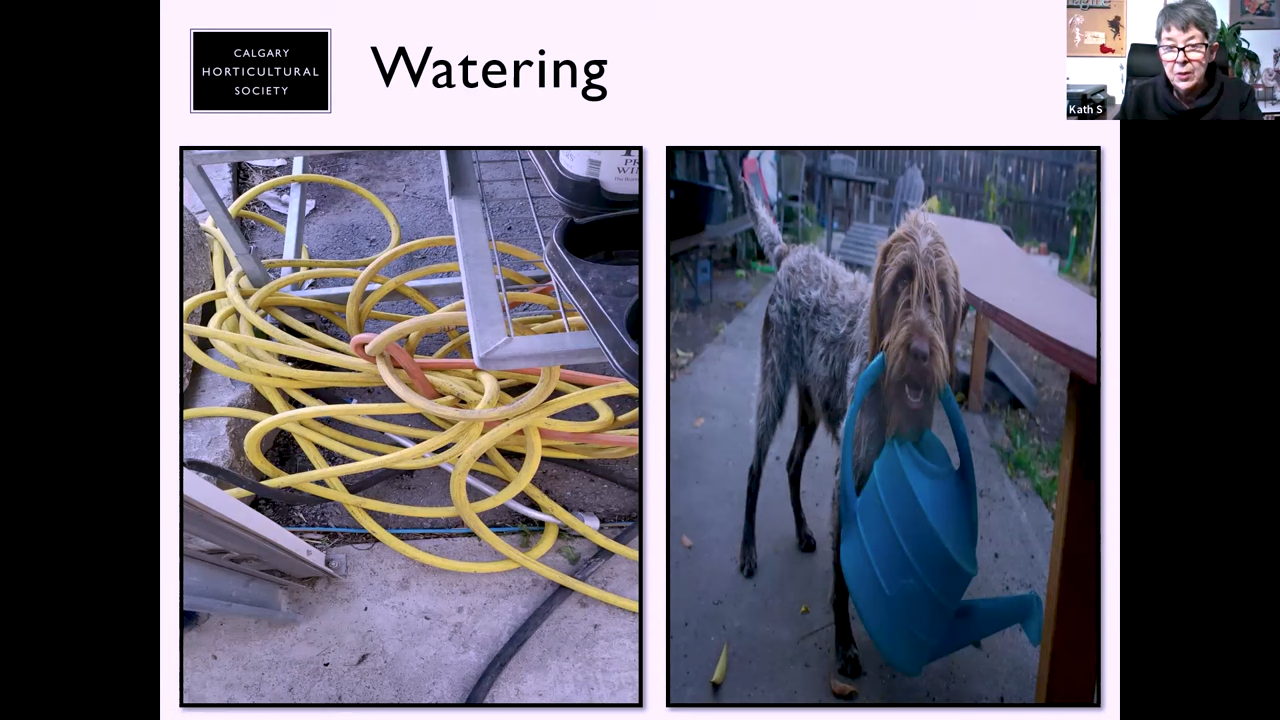 CALGARY
HORTICULTURAL
SOCIETY
Watering
Kath S